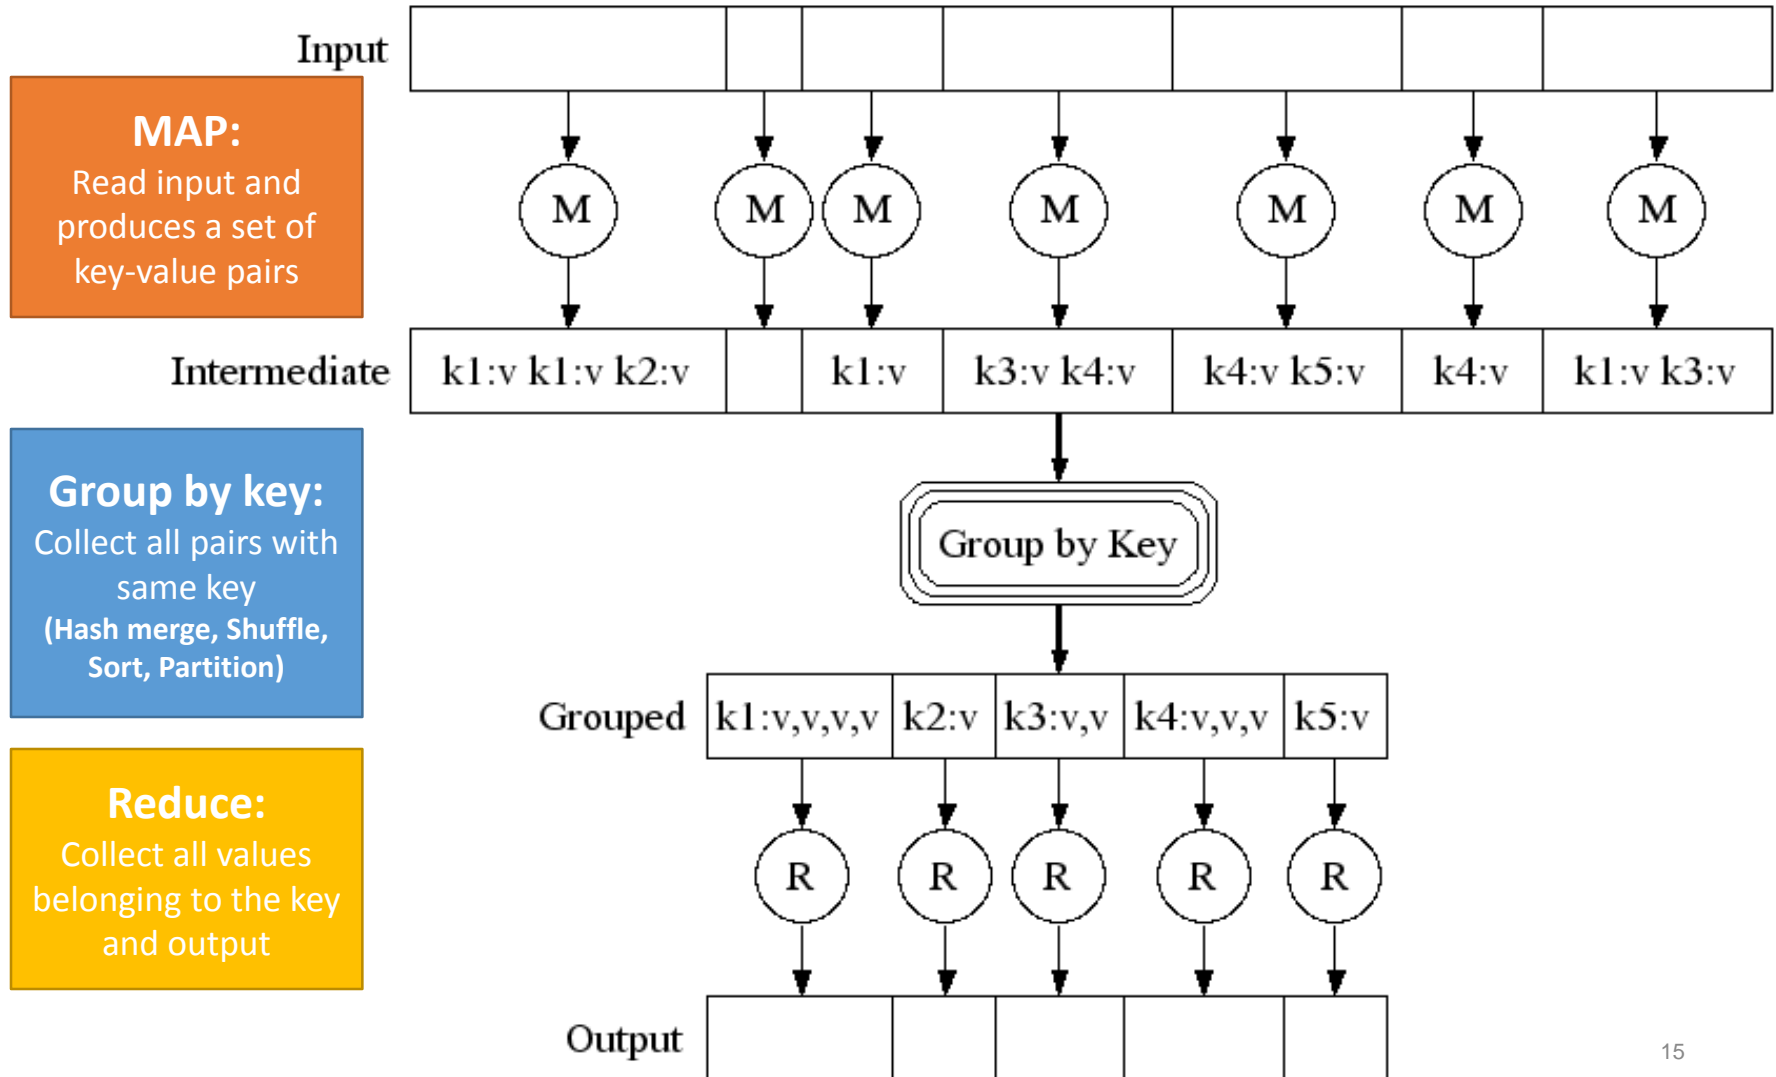 Input
MAP:
Read input and
produces a set of
key-value pairs
M M M M M M M
Intermediate
k1:v k1:v k2:v k1:v k3:v k4:v k4:v k5:v k4:v k1:v k3:v
Group by key:
Collect all pairs with
same key
(Hash merge, Shuffle,
Sort, Partition)
Group by Key
Grouped
k1:v,v,v,v k2:v k3:v,v k4:v,v,v k5:v
Reduce:
Collect all values
belonging to the key
and output
R R R R R
Output
15